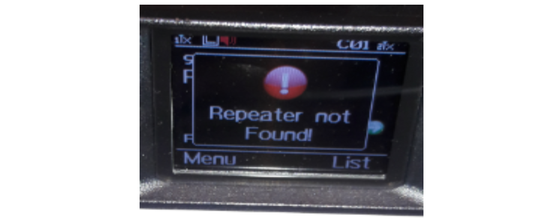 C01
Repeater not
Found!
Menu List